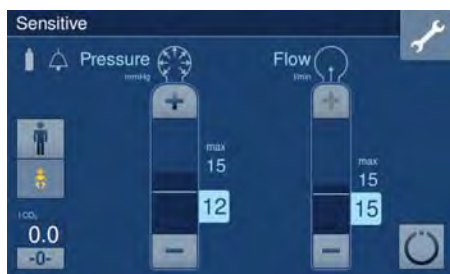 Sensitive
Pressure
mmHg
Flow
l/min
+
+
max
15
12
max
15
15
l CO₂
0.0
-0-
−
−